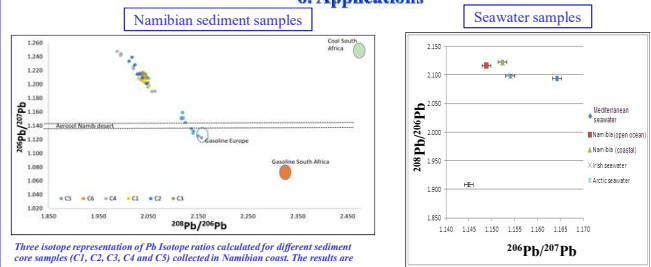 6. Applications
Namibian sediment samples
Seawater samples
1.260
1.240
1.220
1.200
1.180
1.160
1.140
1.120
1.100
1.080
1.060
1.040
1.020
206Pb/207Pb
Coal South
Africa
Aerosol Namib desert
Gasoline Europe
Gasoline South Africa
C5 C6 C4 C1 C2 C3
1.850 1.950 2.050 2.150 2.250 2.350 2.450
208Pb/206Pb
Three isotope representation of Pb Isotope ratios calculated for different sediment
core samples (C1, C2, C3, C4 and C5) collected in Namibian coast. The results are
2.150
2.100
2.050
2.000
1.950
1.900
1.850
208Pb/206Pb
1.140 1.145 1.150 1.155 1.160 1.165 1.170
206Pb/207Pb
Mediterranean
seawater
Namibia (open ocean)
Namibia (coastal)
Irish seawater
Arctic seawater